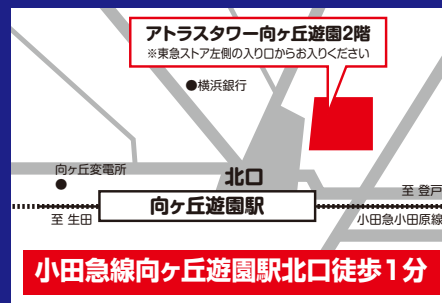 アトラスタワー向ヶ丘遊園2階
※東急ストア左側の入り口からお入りください
●横浜銀行
向ケ丘変電所
北口
至 登戸
向ヶ丘遊園駅
至 生田
小田急小田原線
小田急線向ヶ丘遊園駅北口徒歩1分